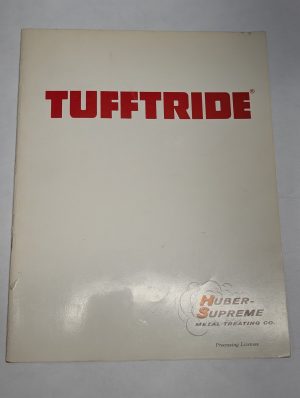 TUFFTRIDE®
HUBER-
SUPREME
METAL TREATING CO.
Processing Licensee